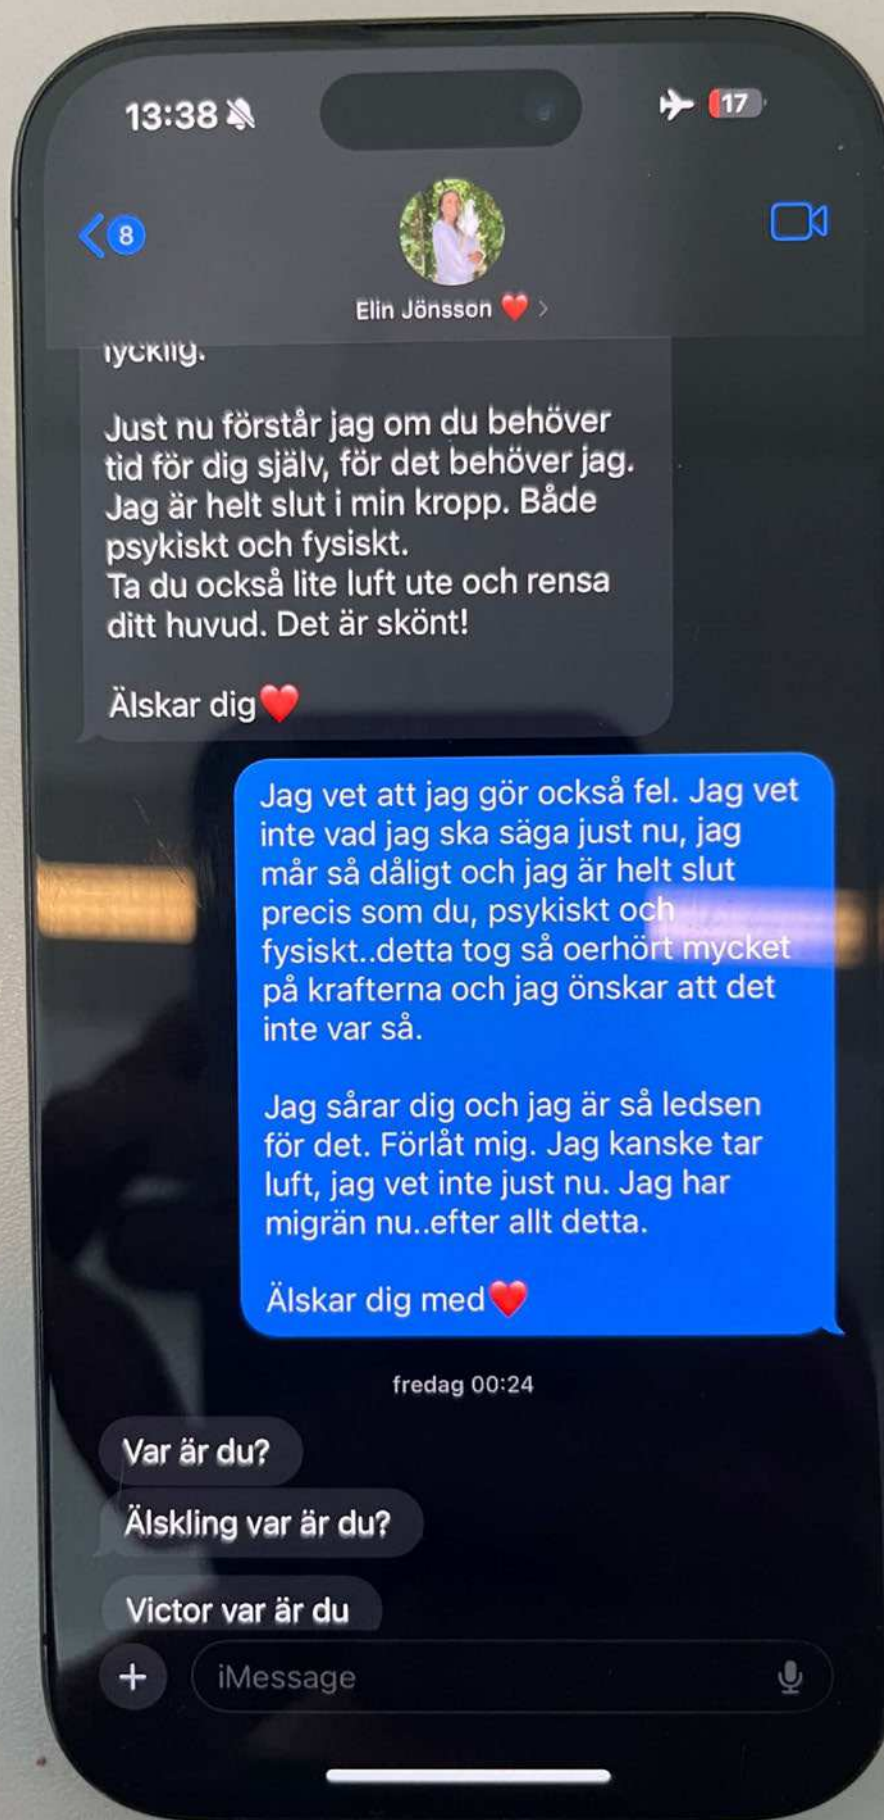 13:38
17
8
Elin Jönsson ❤️ >
lycklig.
Just nu förstår jag om du behöver
tid för dig själv, för det behöver jag.
Jag är helt slut i min kropp. Både
psykiskt och fysiskt.
Ta du också lite luft ute och rensa
ditt huvud. Det är skönt!
Älskar dig❤️
Jag vet att jag gör också fel. Jag vet
inte vad jag ska säga just nu, jag
mår så dåligt och jag är helt slut
precis som du, psykiskt och
fysiskt..detta tog så oerhört mycket
på krafterna och jag önskar att det
inte var så.
Jag sårar dig och jag är så ledsen
för det. Förlåt mig. Jag kanske tar
luft, jag vet inte just nu. Jag har
migrän nu..efter allt detta.
Älskar dig med❤️
fredag 00:24
Var är du?
Älskling var är du?
Victor var är du
+ iMessage